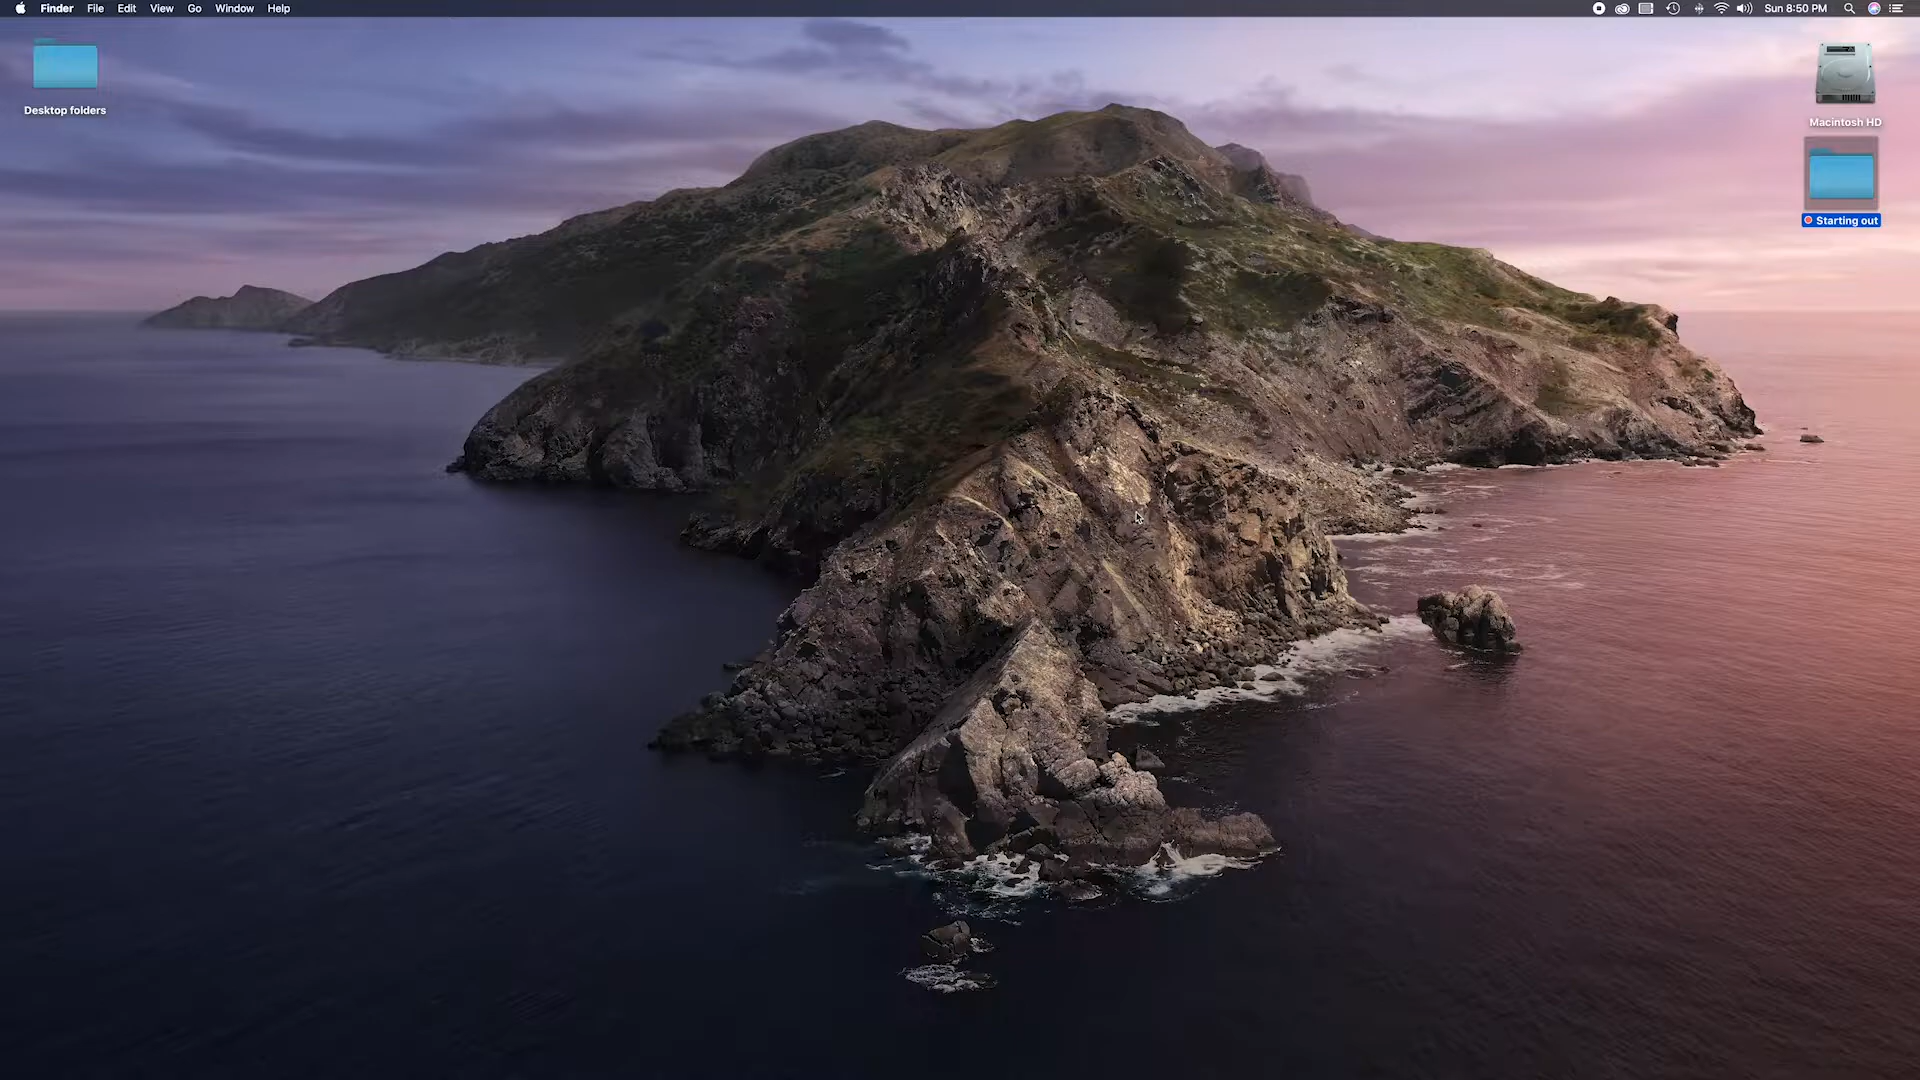 Finder File Edit View Go Window Help Sun 8:50 PM
Desktop folders
Macintosh HD
Starting out